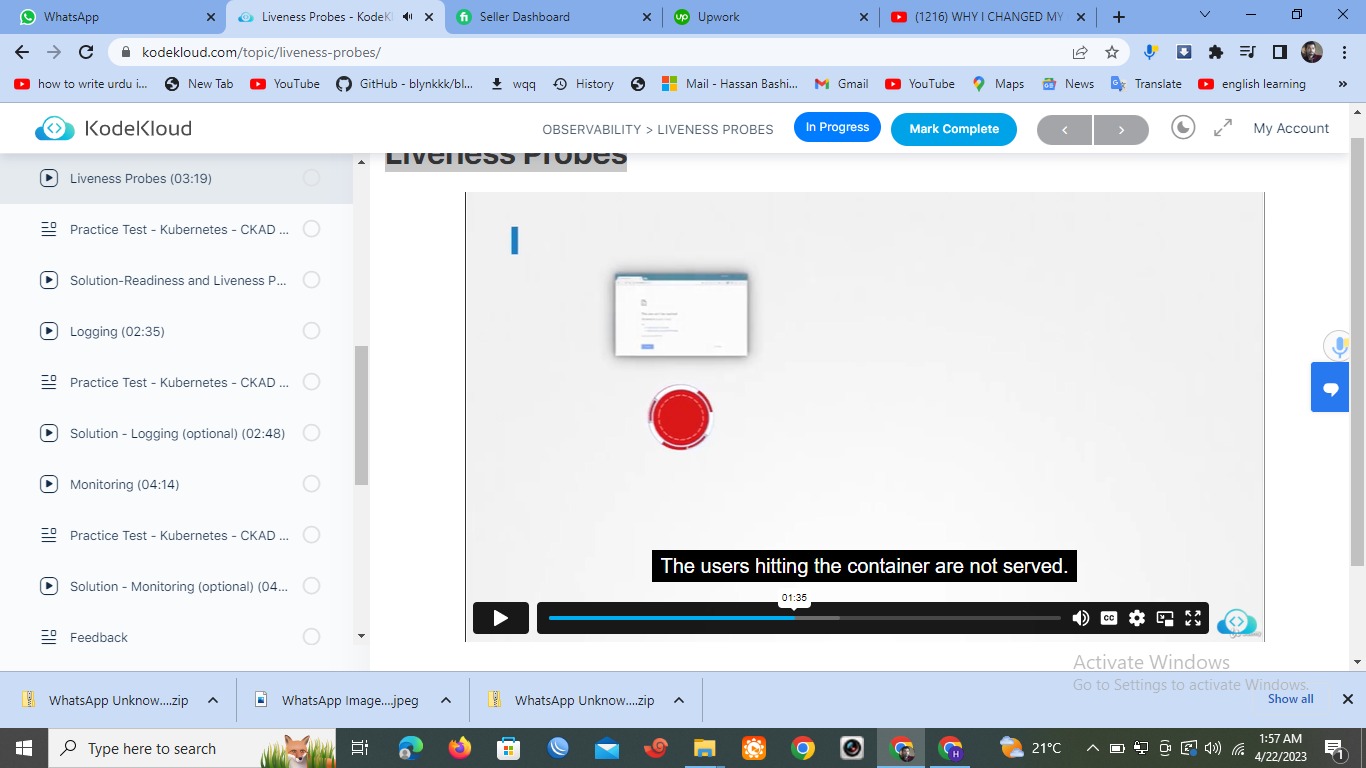 WhatsApp
Liveness Probes - KodeKl
Seller Dashboard
Upwork
(1216) WHY I CHANGED MY
kodekloud.com/topic/liveness-probes/
how to write urdu i...
New Tab
YouTube
GitHub - blynkkk/bl...
wqq
History
Mail - Hassan Bashi...
Gmail
YouTube
Maps
News
Translate
english learning
»
KodeKloud
OBSERVABILITY > LIVENESS PROBES
In Progress
Mark Complete
My Account
Liveness Probes
Liveness Probes (03:19)
Practice Test - Kubernetes - CKAD ...
Solution-Readiness and Liveness P...
Logging (02:35)
Practice Test - Kubernetes - CKAD ...
Solution - Logging (optional) (02:48)
Monitoring (04:14)
Practice Test - Kubernetes - CKAD ...
Solution - Monitoring (optional) (04...
Feedback
The users hitting the container are not served.
01:35
CC
Activate Windows
Go to Settings to activate Windows.
WhatsApp Unknow....zip
WhatsApp Image....jpeg
WhatsApp Unknow....zip
Show all
Type here to search
21°C
1:57 AM
4/22/2023
1